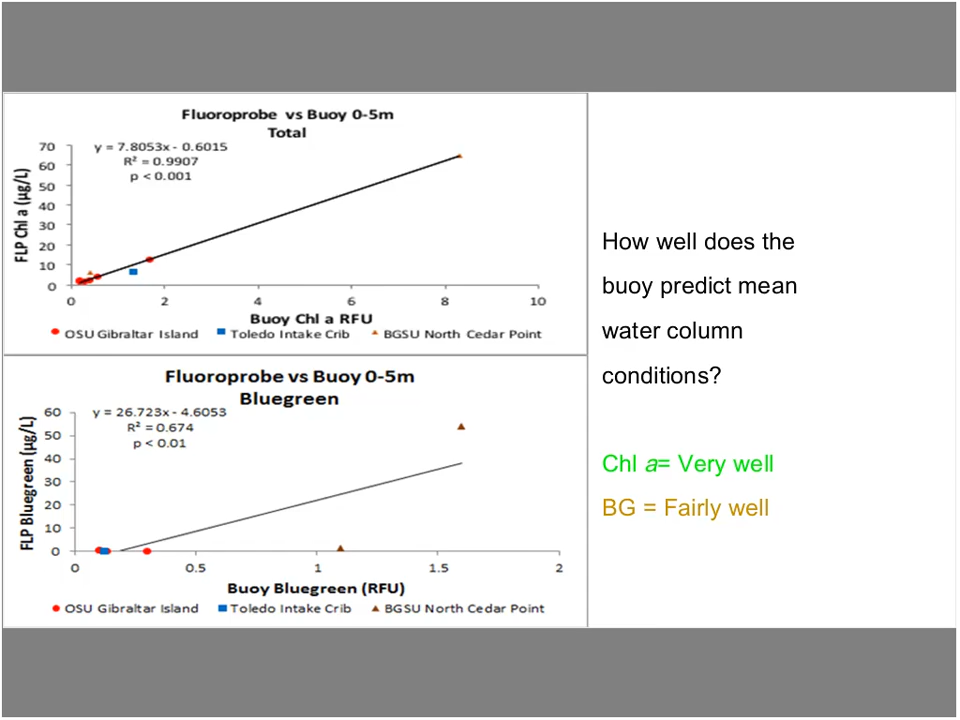 Fluoroprobe vs Buoy 0-5m
Total
y = 7.8053x - 0.6015
R² = 0.9907
p < 0.001
FLP Chl a (µg/L)
70
60
50
40
30
20
10
0
0 2 4 6 8 10
Buoy Chl a RFU
OSU Gibraltar Island Toledo Intake Crib BGSU North Cedar Point
Fluoroprobe vs Buoy 0-5m
Bluegreen
y = 26.723x - 4.6053
R² = 0.674
p < 0.01
FLP Bluegreen (µg/L)
60
50
40
30
20
10
0
0 0.5 1 1.5 2
Buoy Bluegreen (RFU)
OSU Gibraltar Island Toledo Intake Crib BGSU North Cedar Point
How well does the
buoy predict mean
water column
conditions?
Chl a= Very well
BG = Fairly well